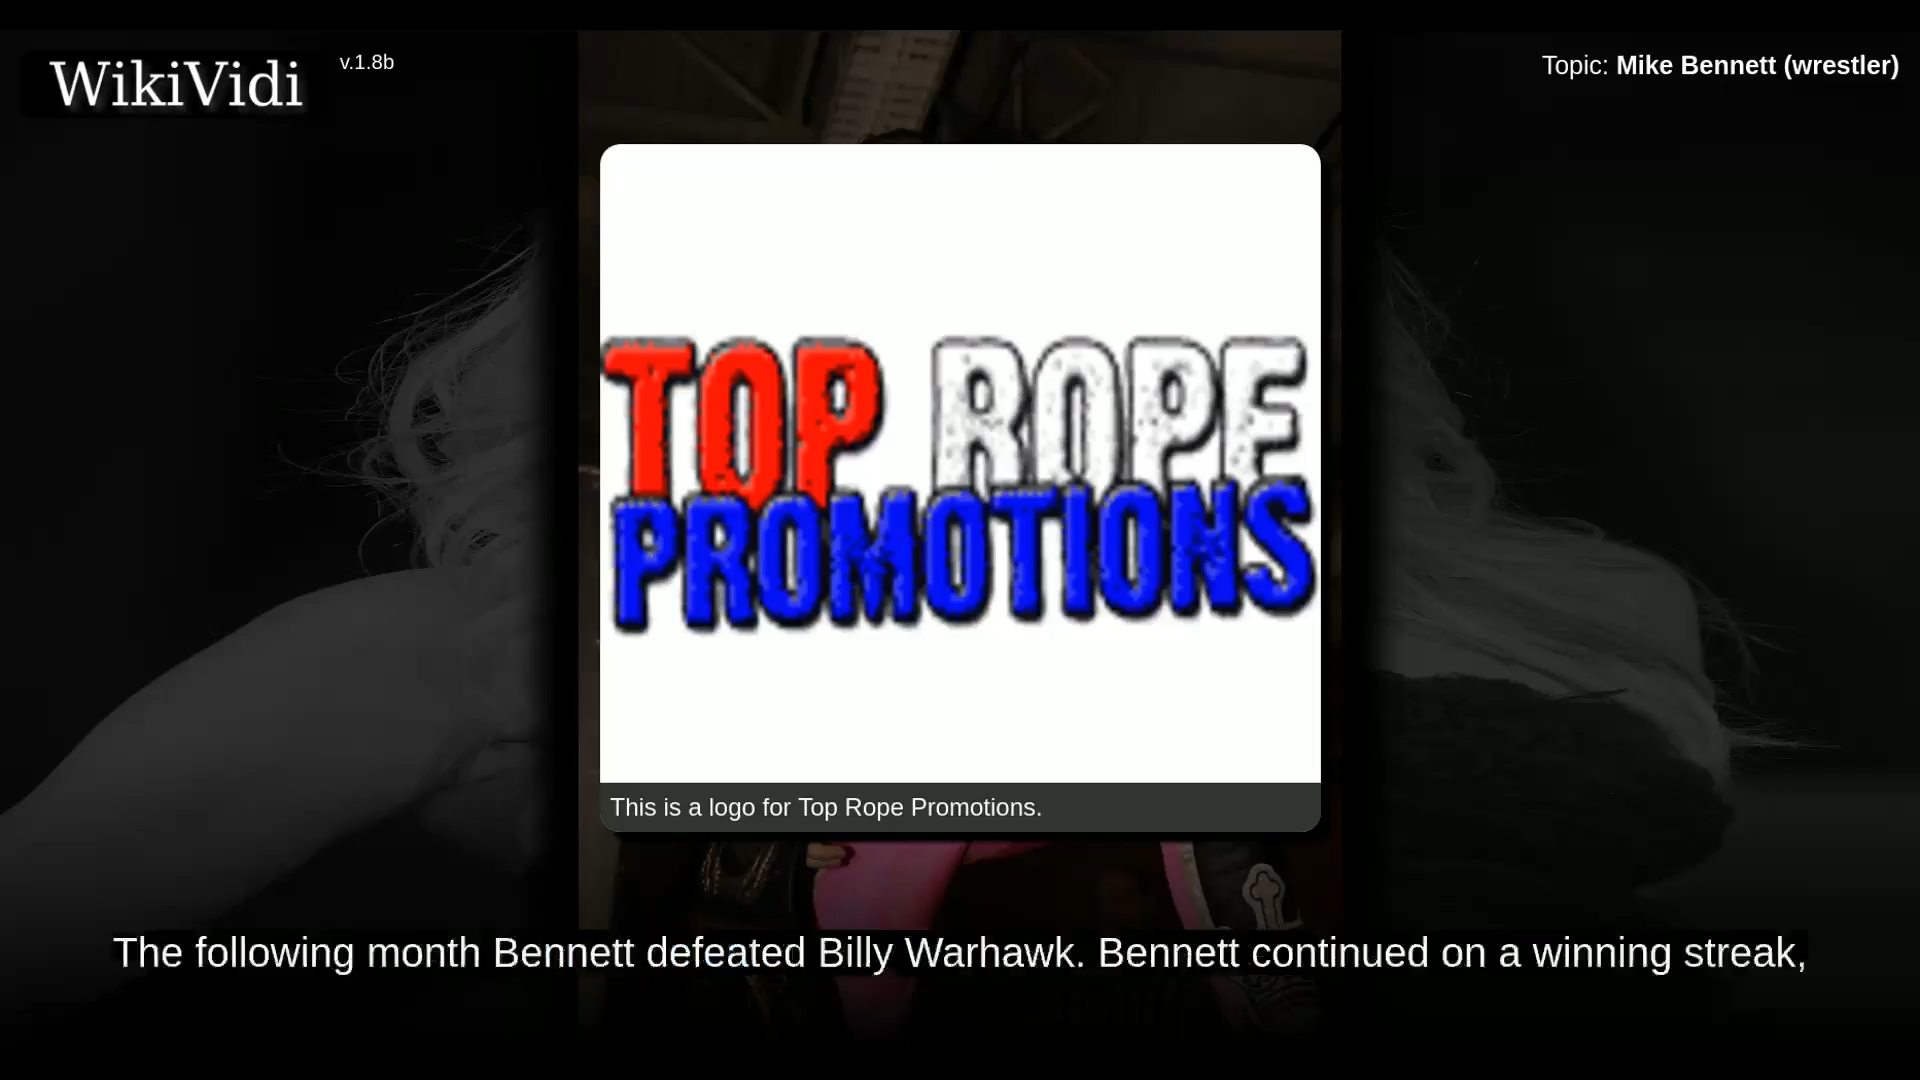 WikiVidi
v.1.8b
Topic: Mike Bennett (wrestler)
TOP ROPE
PROMOTIONS
This is a logo for Top Rope Promotions.
The following month Bennett defeated Billy Warhawk. Bennett continued on a winning streak,